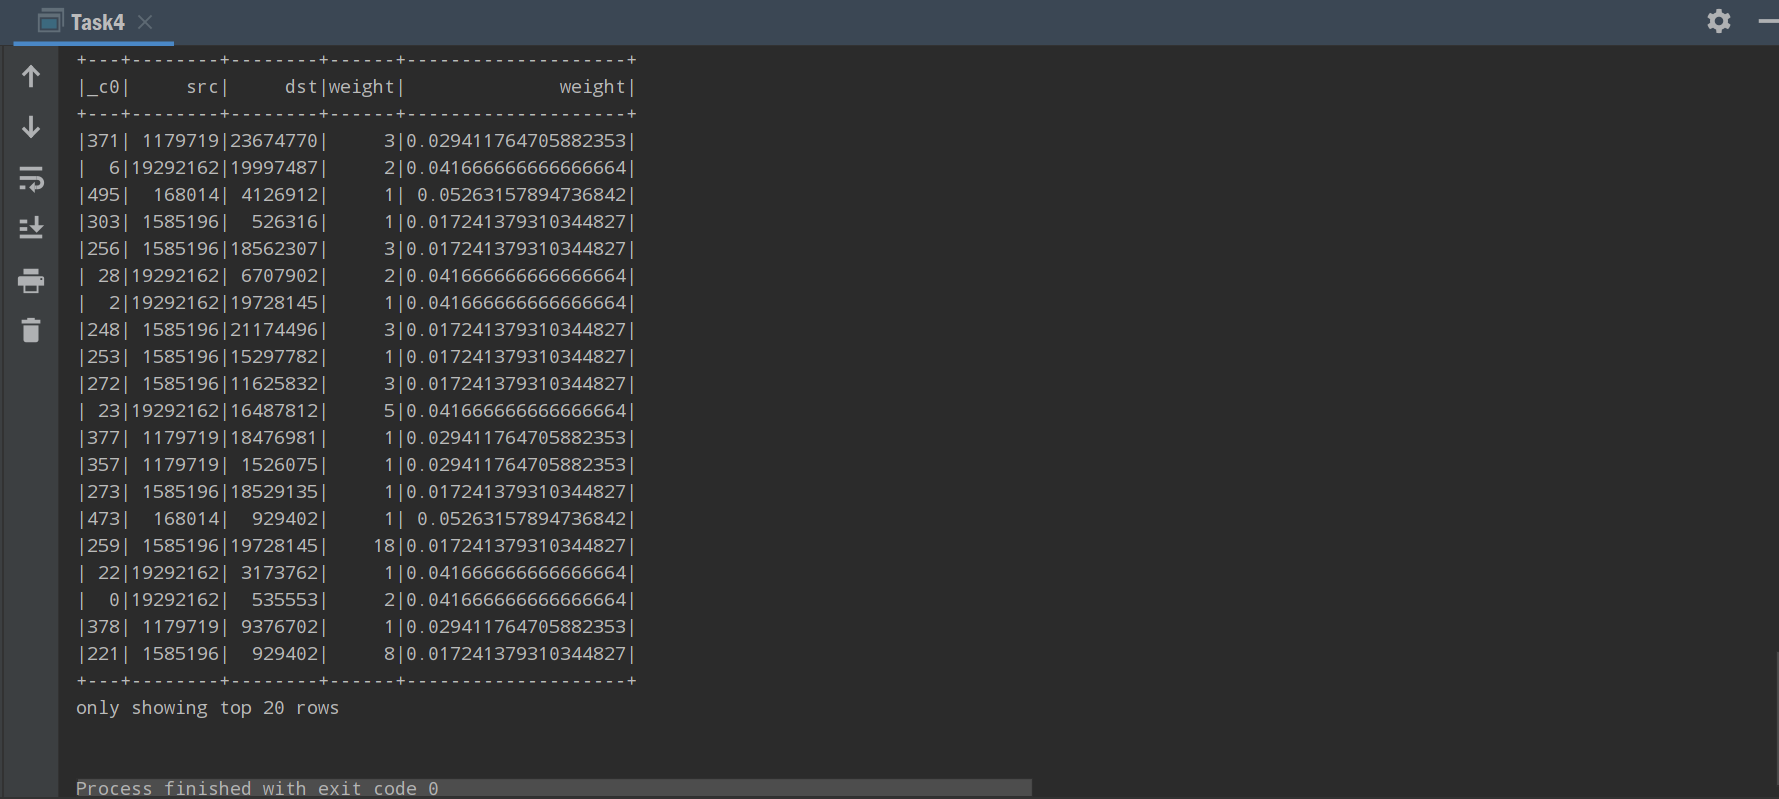 Task4
+---+--------+--------+------+--------------------+
|_c0|     src|     dst|weight|              weight|
+---+--------+--------+------+--------------------+
|371| 1179719|23674770|     3|0.029411764705882353|
|  6|19292162|19997487|     2|0.041666666666666664|
|495|  168014| 4126912|     1| 0.05263157894736842|
|303| 1585196|  526316|     1|0.017241379310344827|
|256| 1585196|18562307|     3|0.017241379310344827|
| 28|19292162| 6707902|     2|0.041666666666666664|
|  2|19292162|19728145|     1|0.041666666666666664|
|248| 1585196|21174496|     3|0.017241379310344827|
|253| 1585196|15297782|     1|0.017241379310344827|
|272| 1585196|11625832|     3|0.017241379310344827|
| 23|19292162|16487812|     5|0.041666666666666664|
|377| 1179719|18476981|     1|0.029411764705882353|
|357| 1179719| 1526075|     1|0.029411764705882353|
|273| 1585196|18529135|     1|0.017241379310344827|
|473|  168014|  929402|     1| 0.05263157894736842|
|259| 1585196|19728145|    18|0.017241379310344827|
| 22|19292162| 3173762|     1|0.041666666666666664|
|  0|19292162|  535553|     2|0.041666666666666664|
|378| 1179719| 9376702|     1|0.029411764705882353|
|221| 1585196|  929402|     8|0.017241379310344827|
+---+--------+--------+------+--------------------+
only showing top 20 rows
Process finished with exit code 0